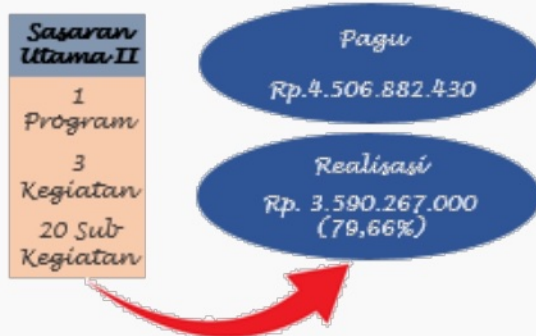 Sasaran
Utama II
1
Program
3
Kegiatan
20 Sub
Kegiatan
Pagu
Rp.4.506.882.430
Realisasi
Rp. 3.590.267.000
(79,66%)